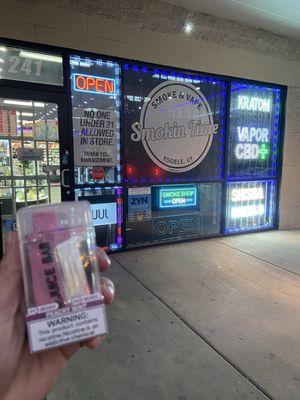 241
OPEN
NO ONE
UNDER 21
ALLOWED
IN STORE
THANK YOU,
MANAGEMENT
SMOKE & VAPE
Smokin Time
TOOELE, UT
KRATOM
VAPOR
CBD+
JUUL
ZYN
SMOKE SHOP
OPEN
OPEN
JUICE BAR
WARNING:
This product contains
nicotine. Nicotine is an
addictive chemical.